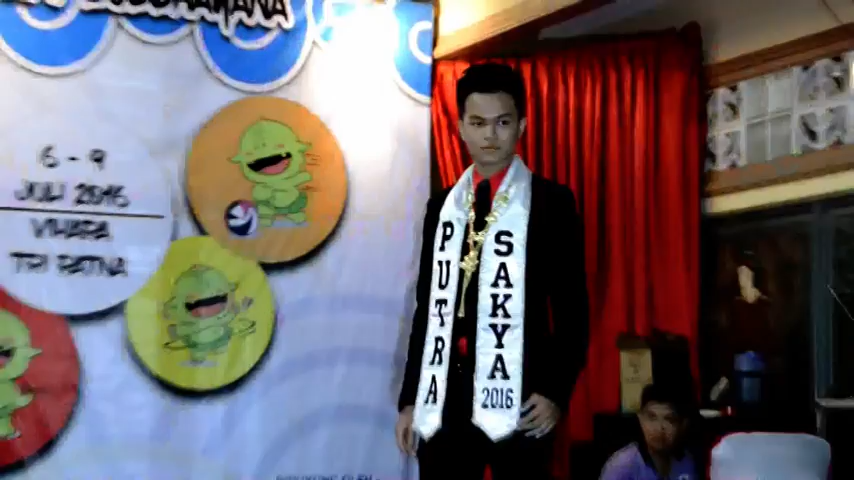 6 - 9
JULI 2016
VIHARA
TRI RATNA
PUTRA
SAKYA
2016